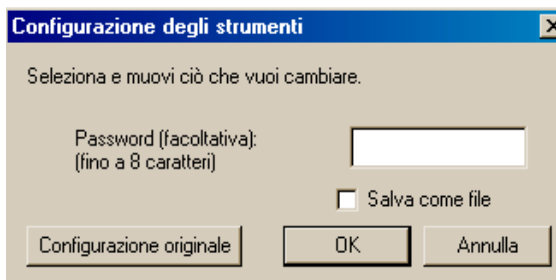 Configurazione degli strumenti
Seleziona e muovi ciò che vuoi cambiare.
Password (facoltativa):
(fino a 8 caratteri)
Salva come file
Configurazione originale OK Annulla